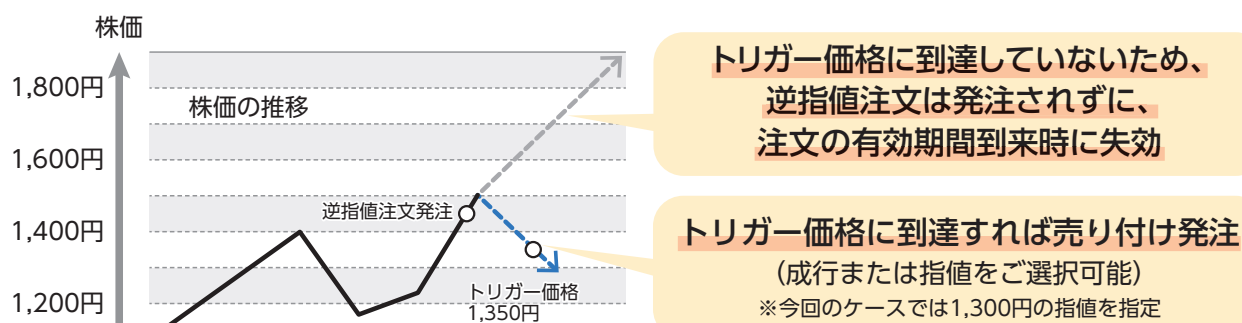 株価
1,800円
株価の推移
1,600円
逆指値注文発注
1,400円
トリガー価格
1,350円
1,200円
トリガー価格に到達していないため、
逆指値注文は発注されずに、
注文の有効期間到来時に失効
トリガー価格に到達すれば売り付け発注
（成行または指値をご選択可能）
※今回のケースでは1,300円の指値を指定